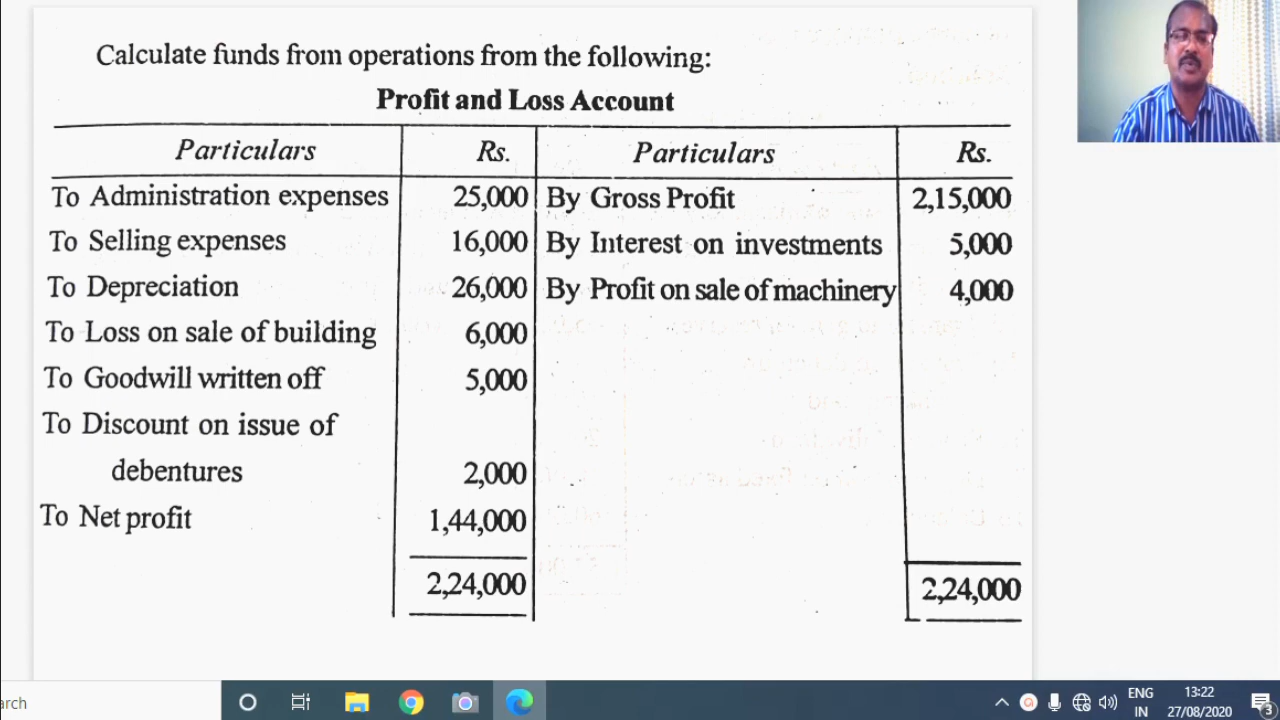 Calculate funds from operations from the following:
Profit and Loss Account
Particulars Rs. Particulars Rs.
To Administration expenses 25,000 By Gross Profit 2,15,000
To Selling expenses 16,000 By Interest on investments 5,000
To Depreciation 26,000 By Profit on sale of machinery 4,000
To Loss on sale of building 6,000
To Goodwill written off 5,000
To Discount on issue of
debentures 2,000
To Net profit 1,44,000
2,24,000 2,24,000
arch
ENG 13:22
IN 27/08/2020 3